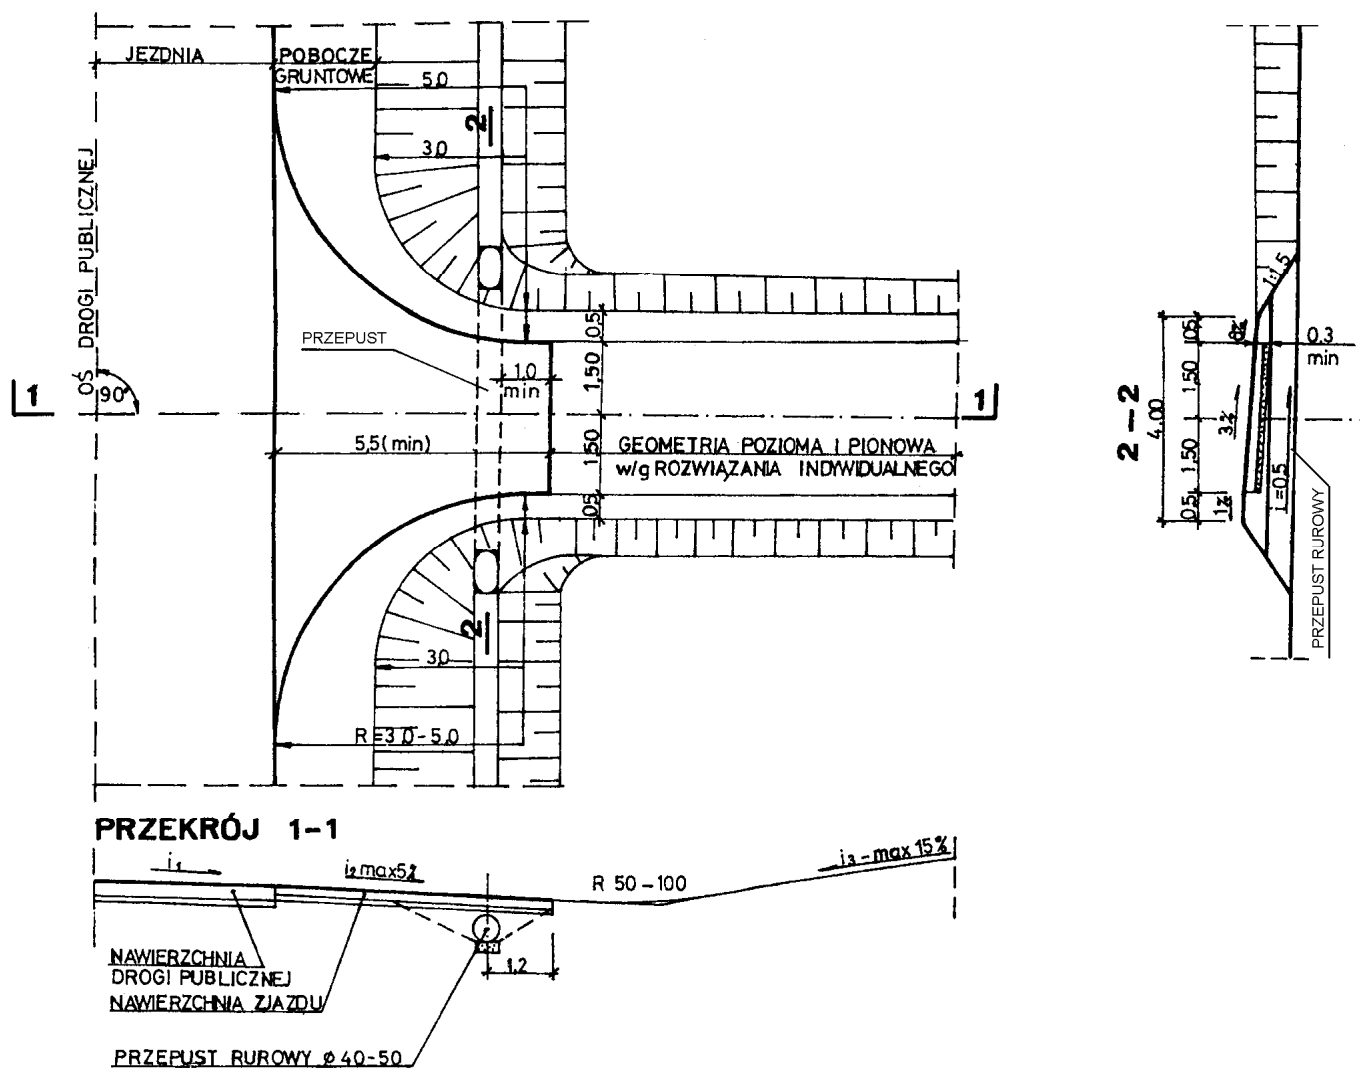 JEZDNIA
POBOCZE
GRUNTOWE
5,0
2
3,0
OŚ DROGI PUBLICZNEJ
90°
1
PRZEPUST
1,0
min
0,5
1,50
1,50
0,5
1
5,5 (min)
GEOMETRIA POZIOMA I PIONOWA
w/g ROZWIĄZANIA INDYWIDUALNEGO
2
3,0
R=3,0-5,0
2-2
4.00
0,5
1,50
1,50
0,5
1:1,5
8%
3%
1%
i=0,5
0.3
min
PRZEPUST RUROWY
PRZEKRÓJ 1-1
i1
i2 max5%
R 50-100
i3-max 15%
1,2
NAWIERZCHNIA
DROGI PUBLICZNEJ
NAWIERZCHNIA ZJAZDU
PRZEPUST RUROWY ø 40-50